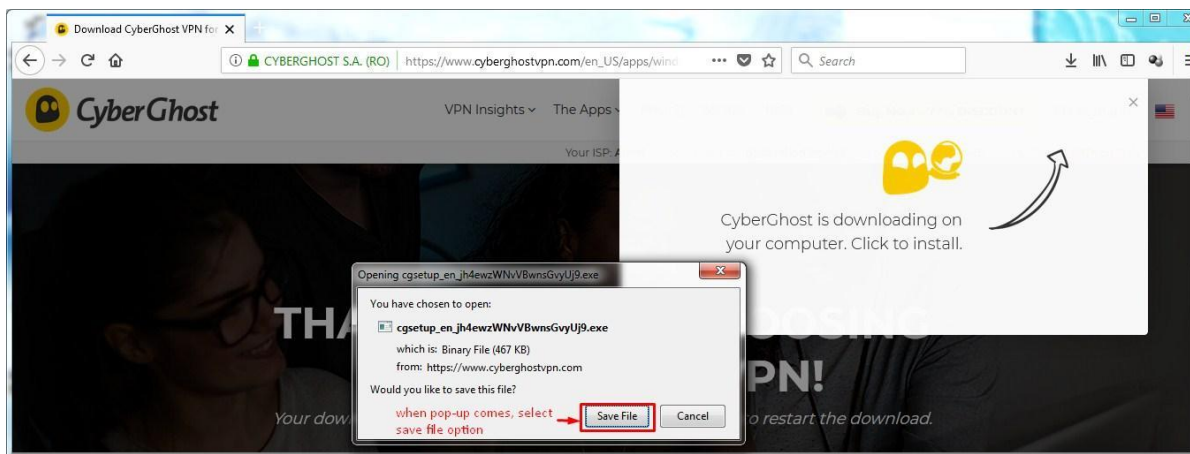 Download CyberGhost VPN for
CYBERGHOST S.A. (RO) https://www.cyberghostvpn.com/en_US/apps/wind
Search
CyberGhost
VPN Insights The Apps
Your ISP:
CyberGhost is downloading on
your computer. Click to install.
Opening cgsetup_en_jh4ewzWNvVBwnsGvyUj9.exe
You have chosen to open:
cgsetup_en_jh4ewzWNvVBwnsGvyUj9.exe
which is: Binary File (467 KB)
from: https://www.cyberghostvpn.com
Would you like to save this file?
when pop-up comes, select
save file option
Save File Cancel
THA OOSING
PN!
Your down to restart the download.